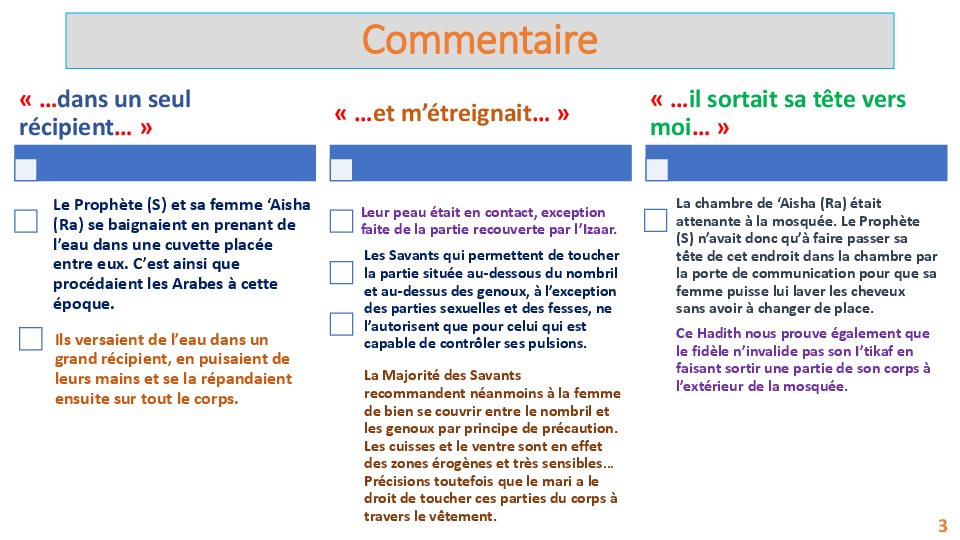 Commentaire
« …dans un seul
récipient… »
Le Prophète (S) et sa femme ‘Aisha
(Ra) se baignaient en prenant de
l’eau dans une cuvette placée
entre eux. C’est ainsi que
procédaient les Arabes à cette
époque.
Ils versaient de l’eau dans un
grand récipient, en puisaient de
leurs mains et se la répandaient
ensuite sur tout le corps.
« …et m’étreignait… »
Leur peau était en contact, exception
faite de la partie recouverte par l’Izaar.
Les Savants qui permettent de toucher
la partie située au-dessous du nombril
et au-dessus des genoux, à l’exception
des parties sexuelles et des fesses, ne
l’autorisent que pour celui qui est
capable de contrôler ses pulsions.
La Majorité des Savants
recommandent néanmoins à la femme
de bien se couvrir entre le nombril et
les genoux par principe de précaution.
Les cuisses et le ventre sont en effet
des zones érogènes et très sensibles…
Précisions toutefois que le mari a le
droit de toucher ces parties du corps à
travers le vêtement.
« …il sortait sa tête vers
moi… »
La chambre de ‘Aisha (Ra) était
attenante à la mosquée. Le Prophète
(S) n’avait donc qu’à faire passer sa
tête de cet endroit dans la chambre par
la porte de communication pour que sa
femme puisse lui laver les cheveux
sans avoir à changer de place.
Ce Hadith nous prouve également que
le fidèle n’invalide pas son I’tikaf en
faisant sortir une partie de son corps à
l’extérieur de la mosquée.
3